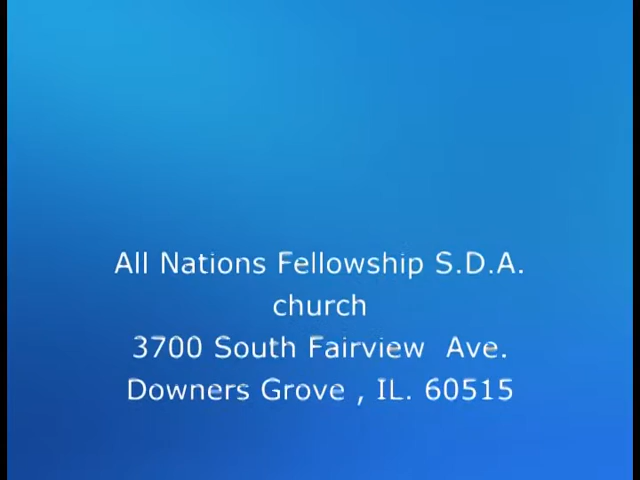 All Nations Fellowship S.D.A.
church
3700 South Fairview  Ave.
Downers Grove , IL. 60515